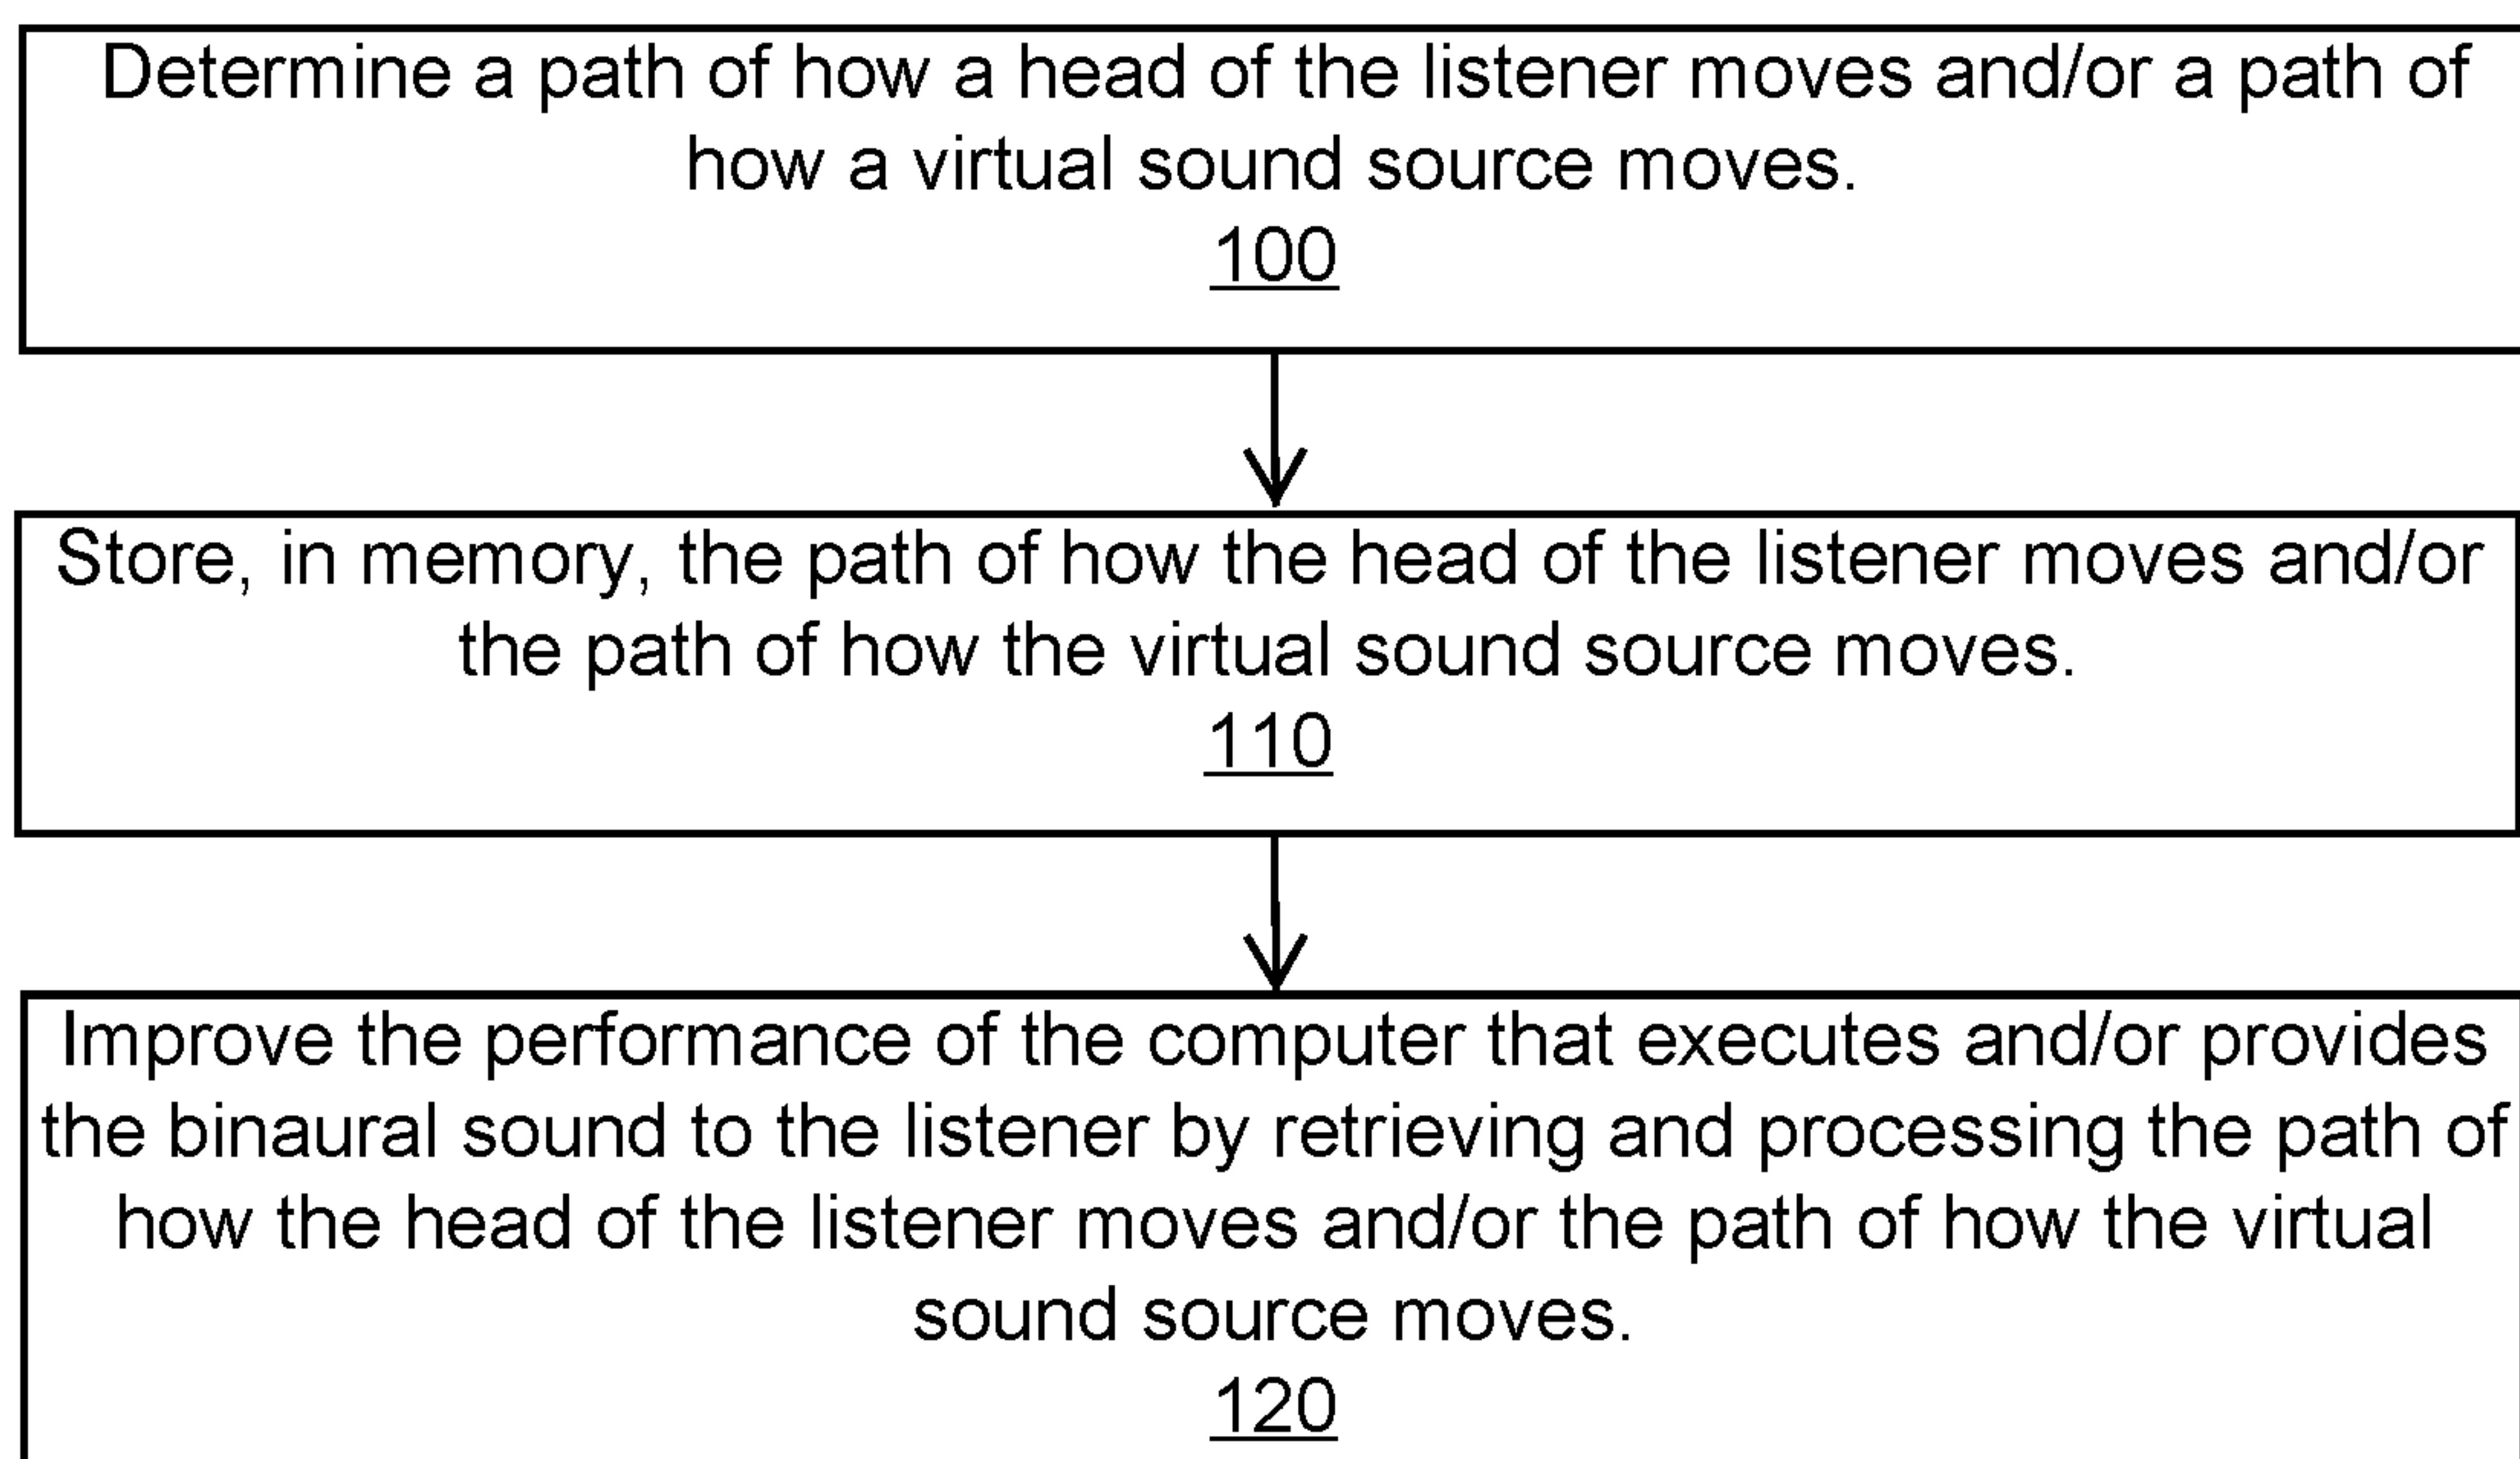 Determine a path of how a head of the listener moves and/or a path of
how a virtual sound source moves.
100
Store, in memory, the path of how the head of the listener moves and/or
the path of how the virtual sound source moves.
110
Improve the performance of the computer that executes and/or provides
the binaural sound to the listener by retrieving and processing the path of
how the head of the listener moves and/or the path of how the virtual
sound source moves.
120